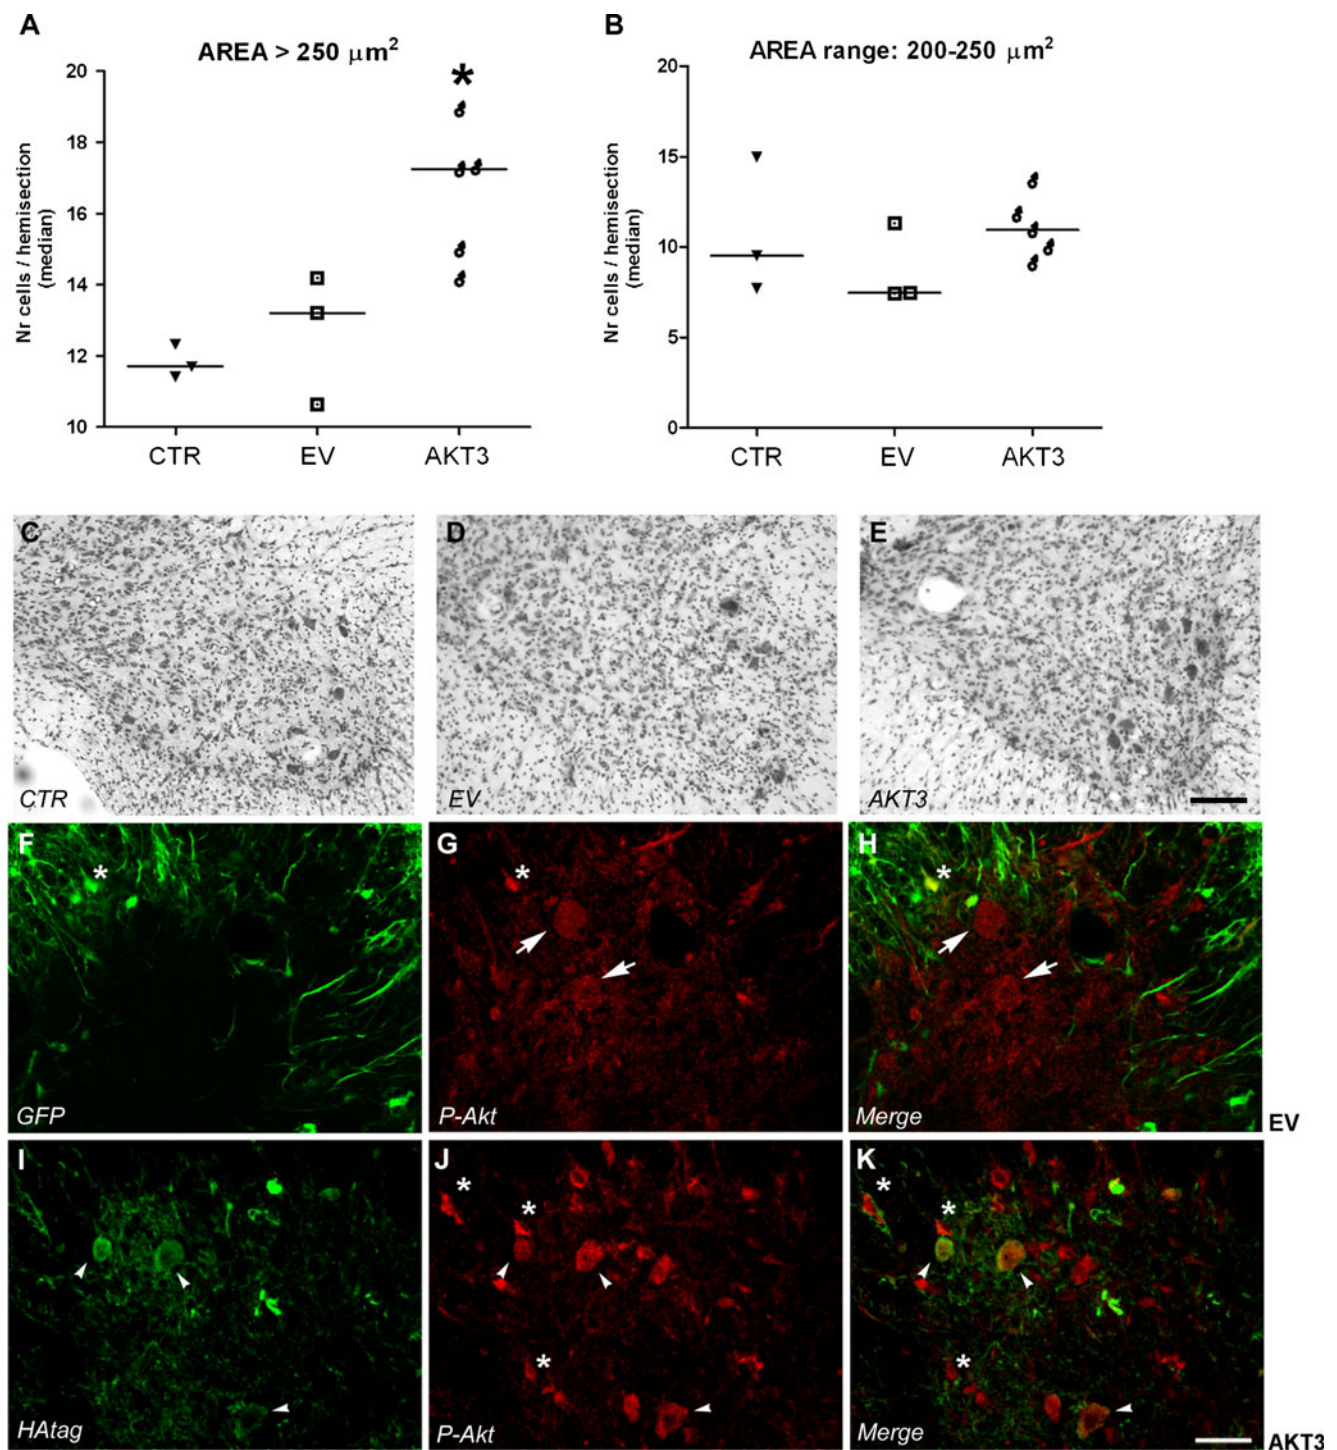 A
AREA > 250 μm²
Nr cells / hemisection
(median)
20
18
16
14
12
10
*
CTR
EV
AKT3
B
AREA range: 200-250 μm²
Nr cells / hemisection
(median)
20
15
10
5
0
CTR
EV
AKT3
C
CTR
D
EV
E
AKT3
F
*
GFP
G
*
P-Akt
H
*
Merge
EV
I
HAtag
J
*
*
*
P-Akt
K
*
*
*
Merge
AKT3